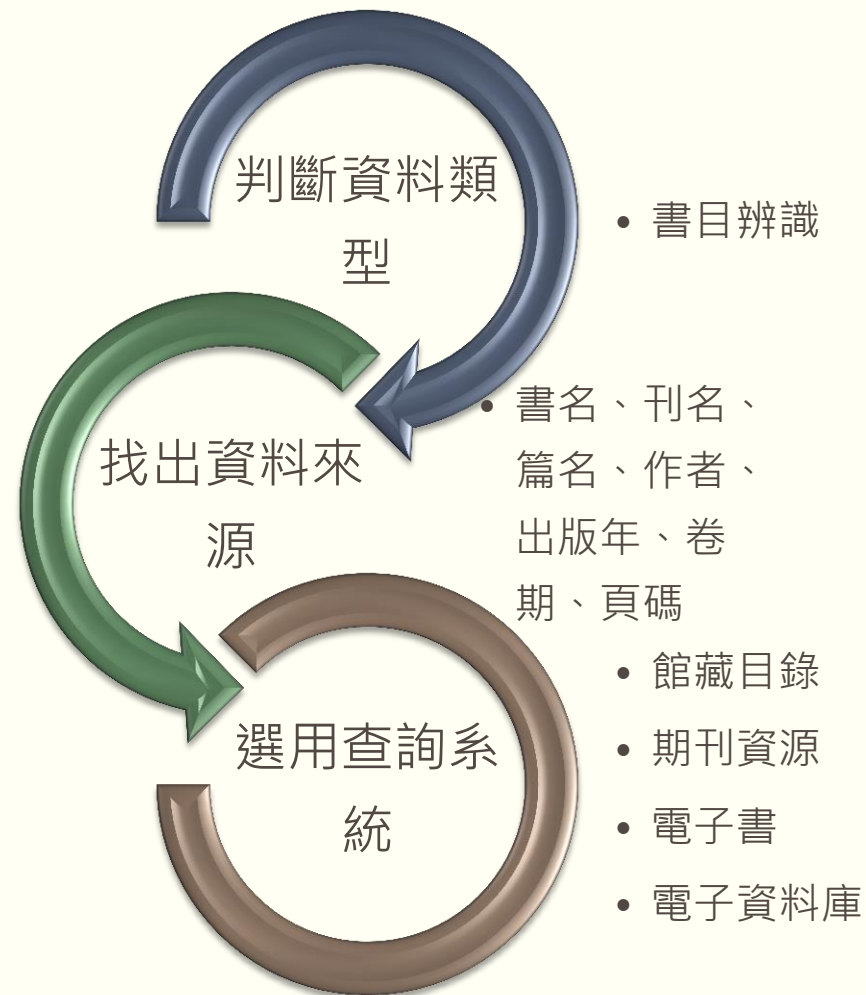 判斷資料類
型
• 書目辨識
找出資料來
源
• 書名、刊名、
篇名、作者、
出版年、卷
期、頁碼
選用查詢系
統
• 館藏目錄
• 期刊資源
• 電子書
• 電子資料庫